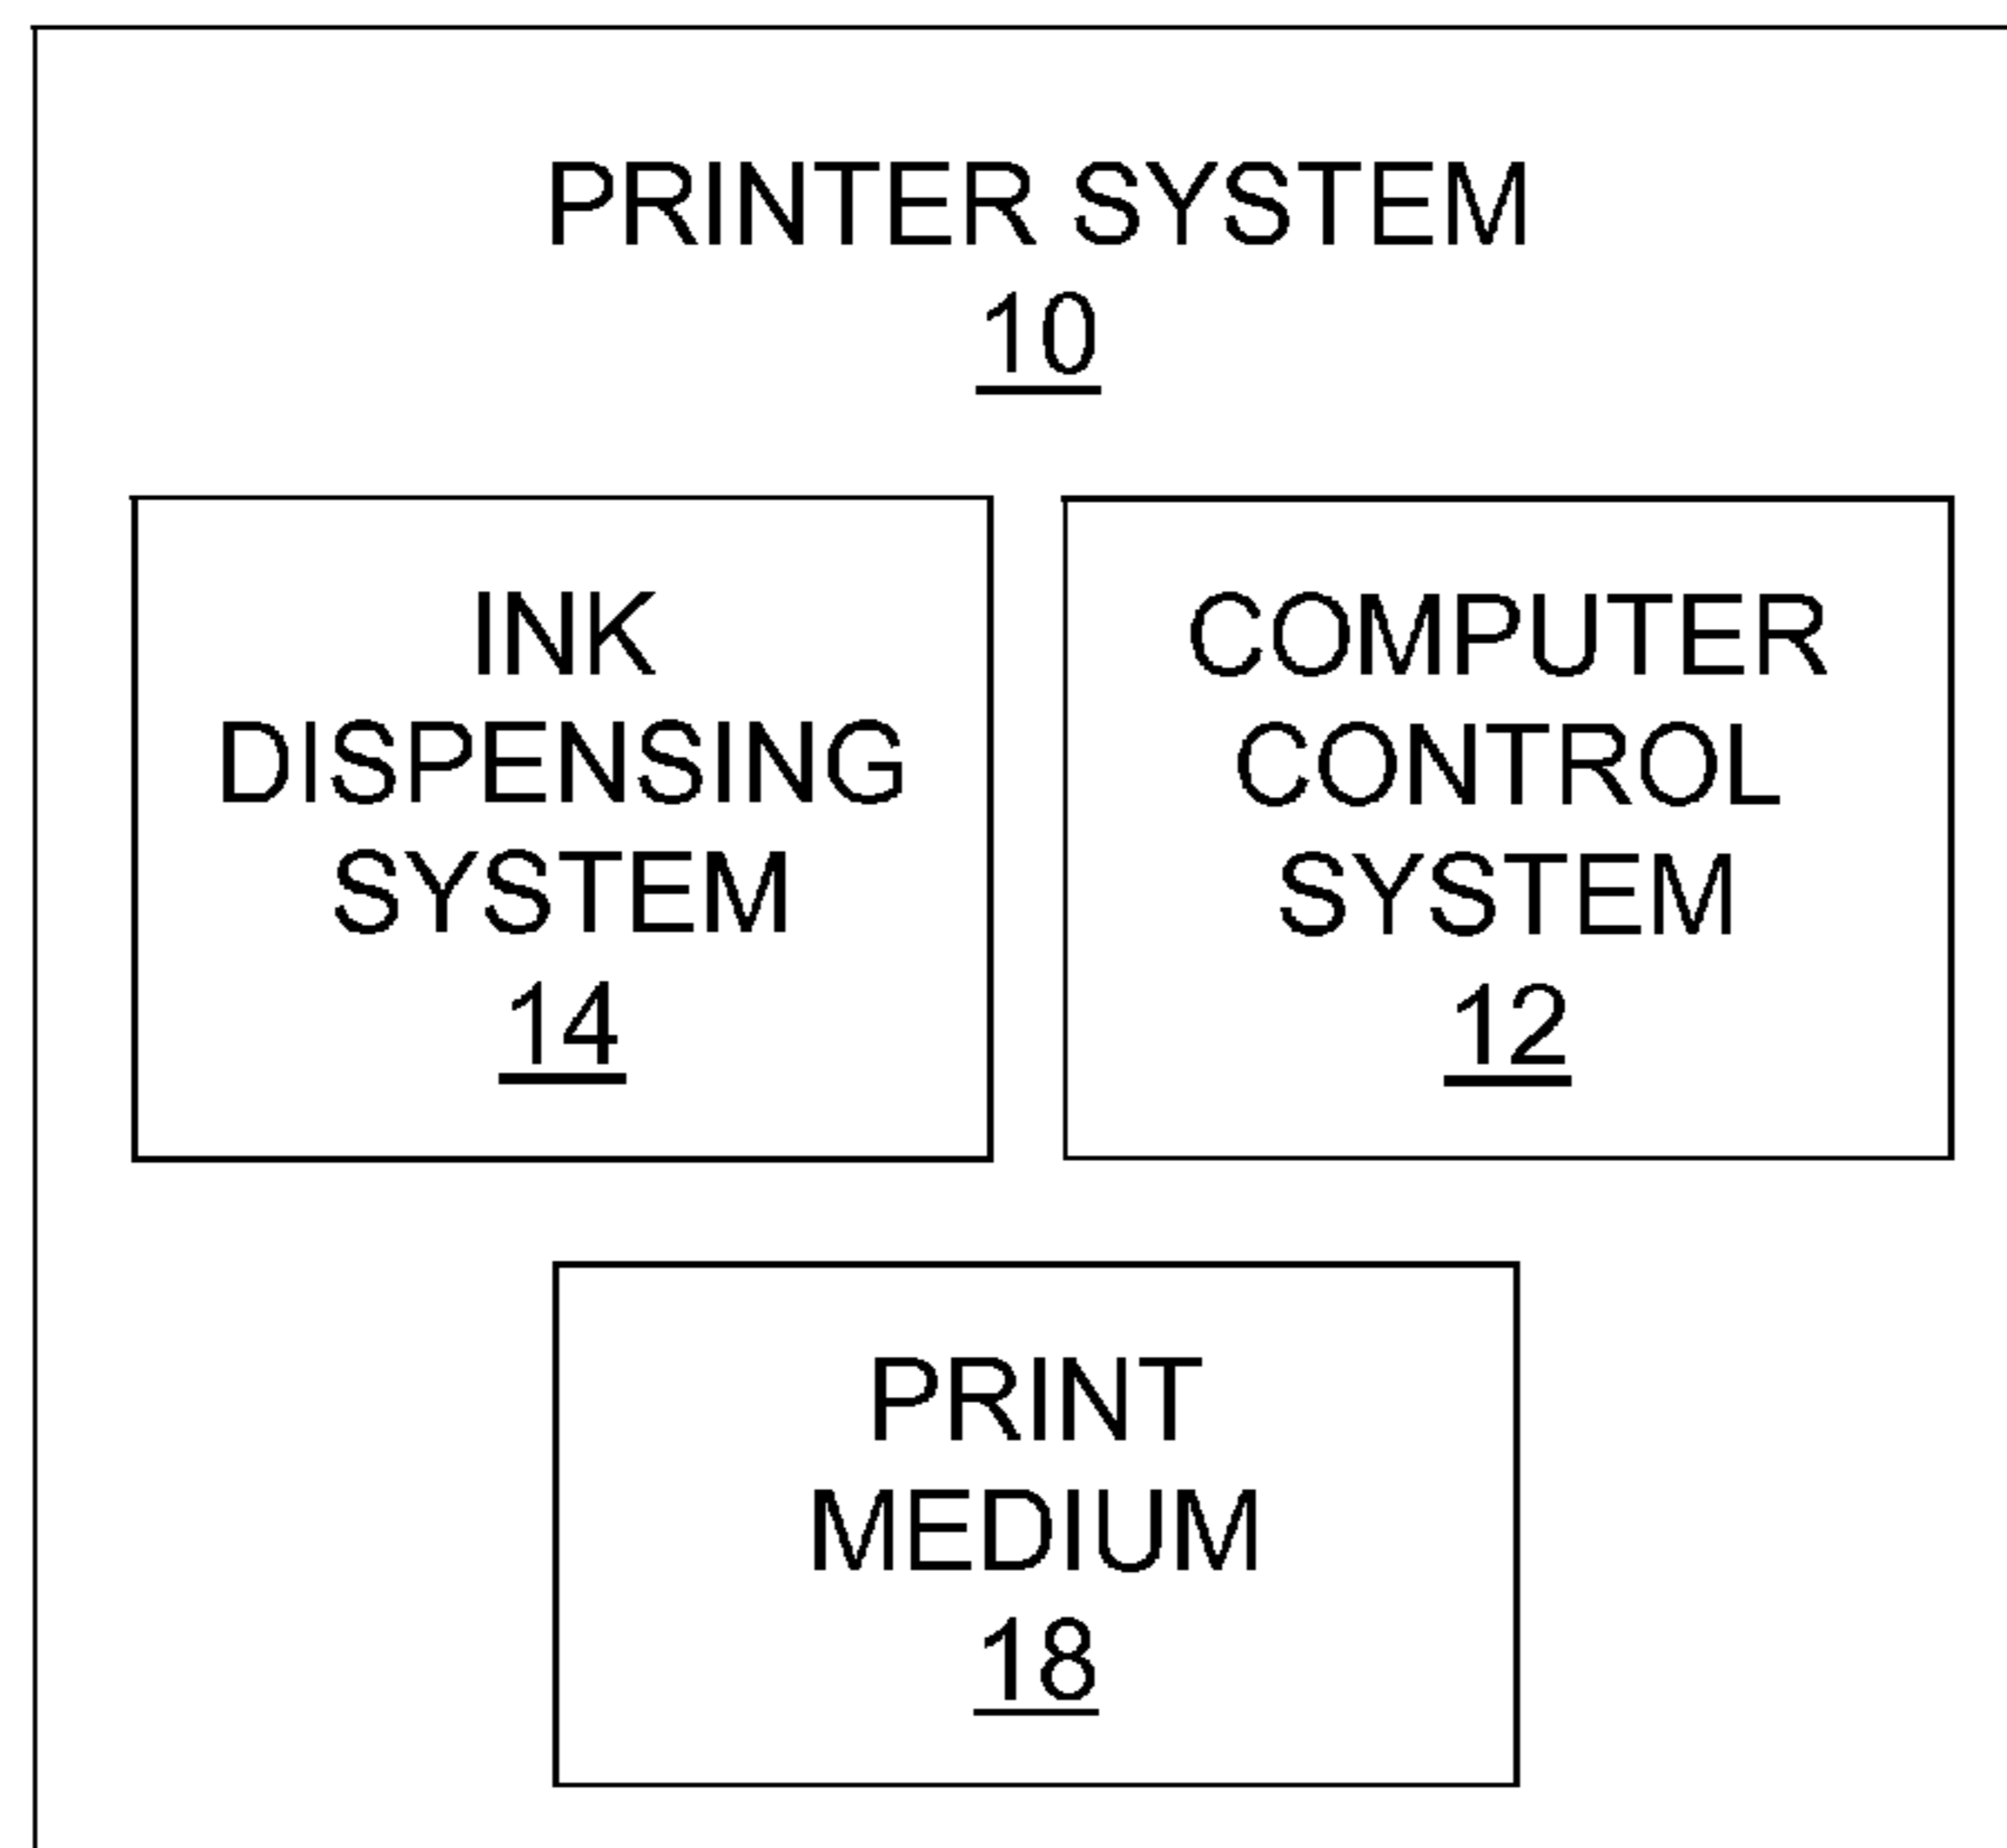 PRINTER SYSTEM
10
INK
DISPENSING
SYSTEM
14
COMPUTER
CONTROL
SYSTEM
12
PRINT
MEDIUM
18